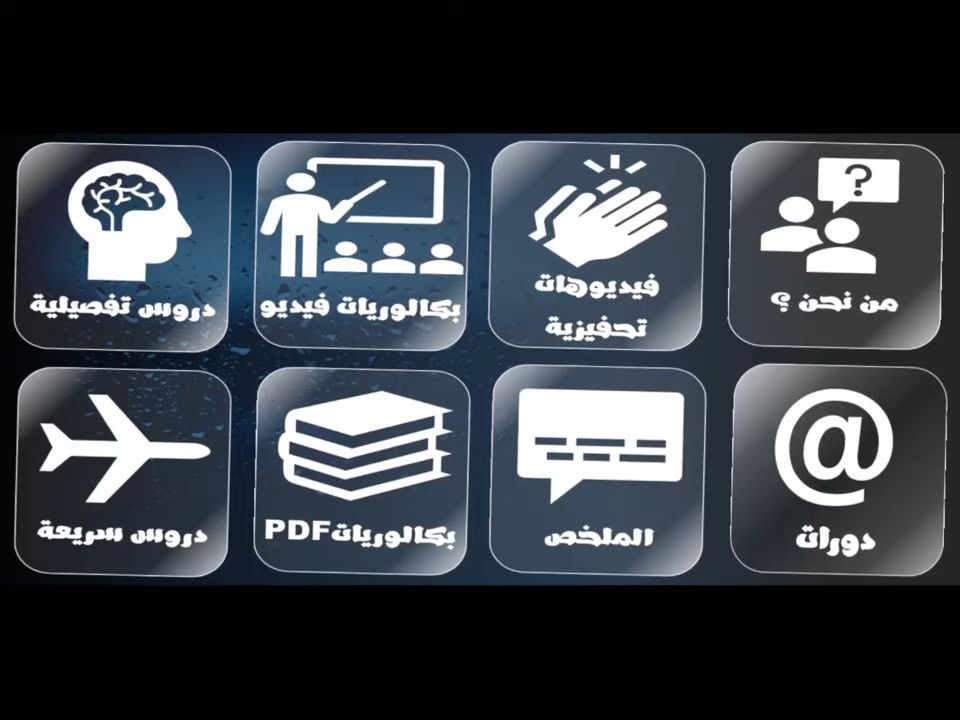 من نحن ؟
فيديوهات
تحفيزية
بكالوريات فيديو
دروس تفصيلية
دورات
الملخص
بكالورياتPDF
دروس سريعة